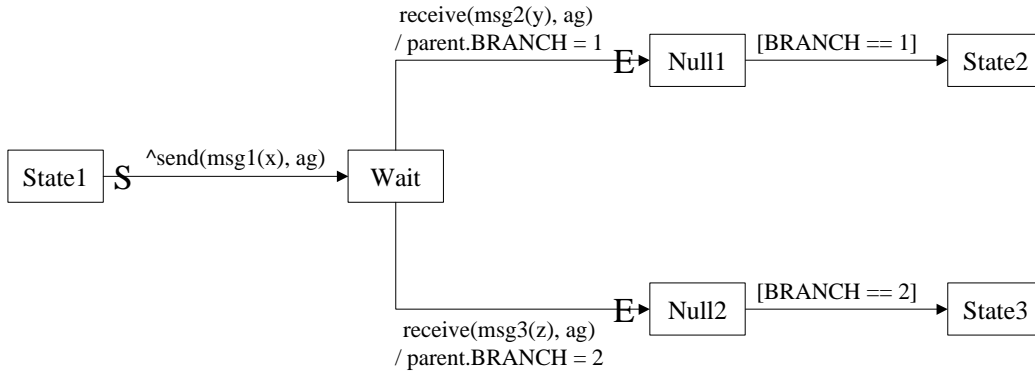 receive(msg2(y), ag)
/ parent.BRANCH = 1
E
Null1
[BRANCH == 1]
State2
State1
S
^send(msg1(x), ag)
Wait
E
Null2
[BRANCH == 2]
State3
receive(msg3(z), ag)
/ parent.BRANCH = 2